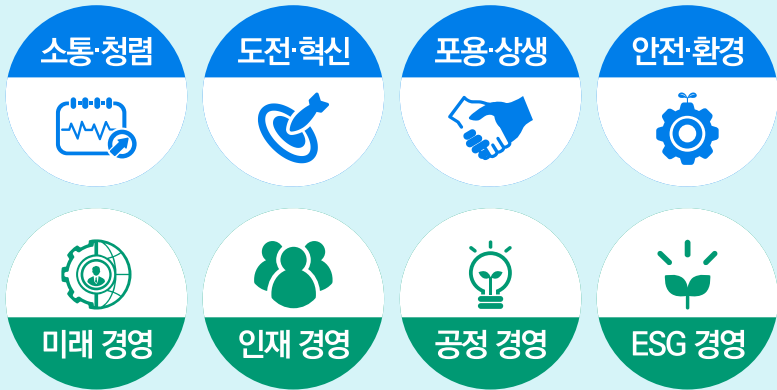 소통·청렴
도전·혁신
포용·상생
안전·환경
미래 경영
인재 경영
공정 경영
ESG 경영